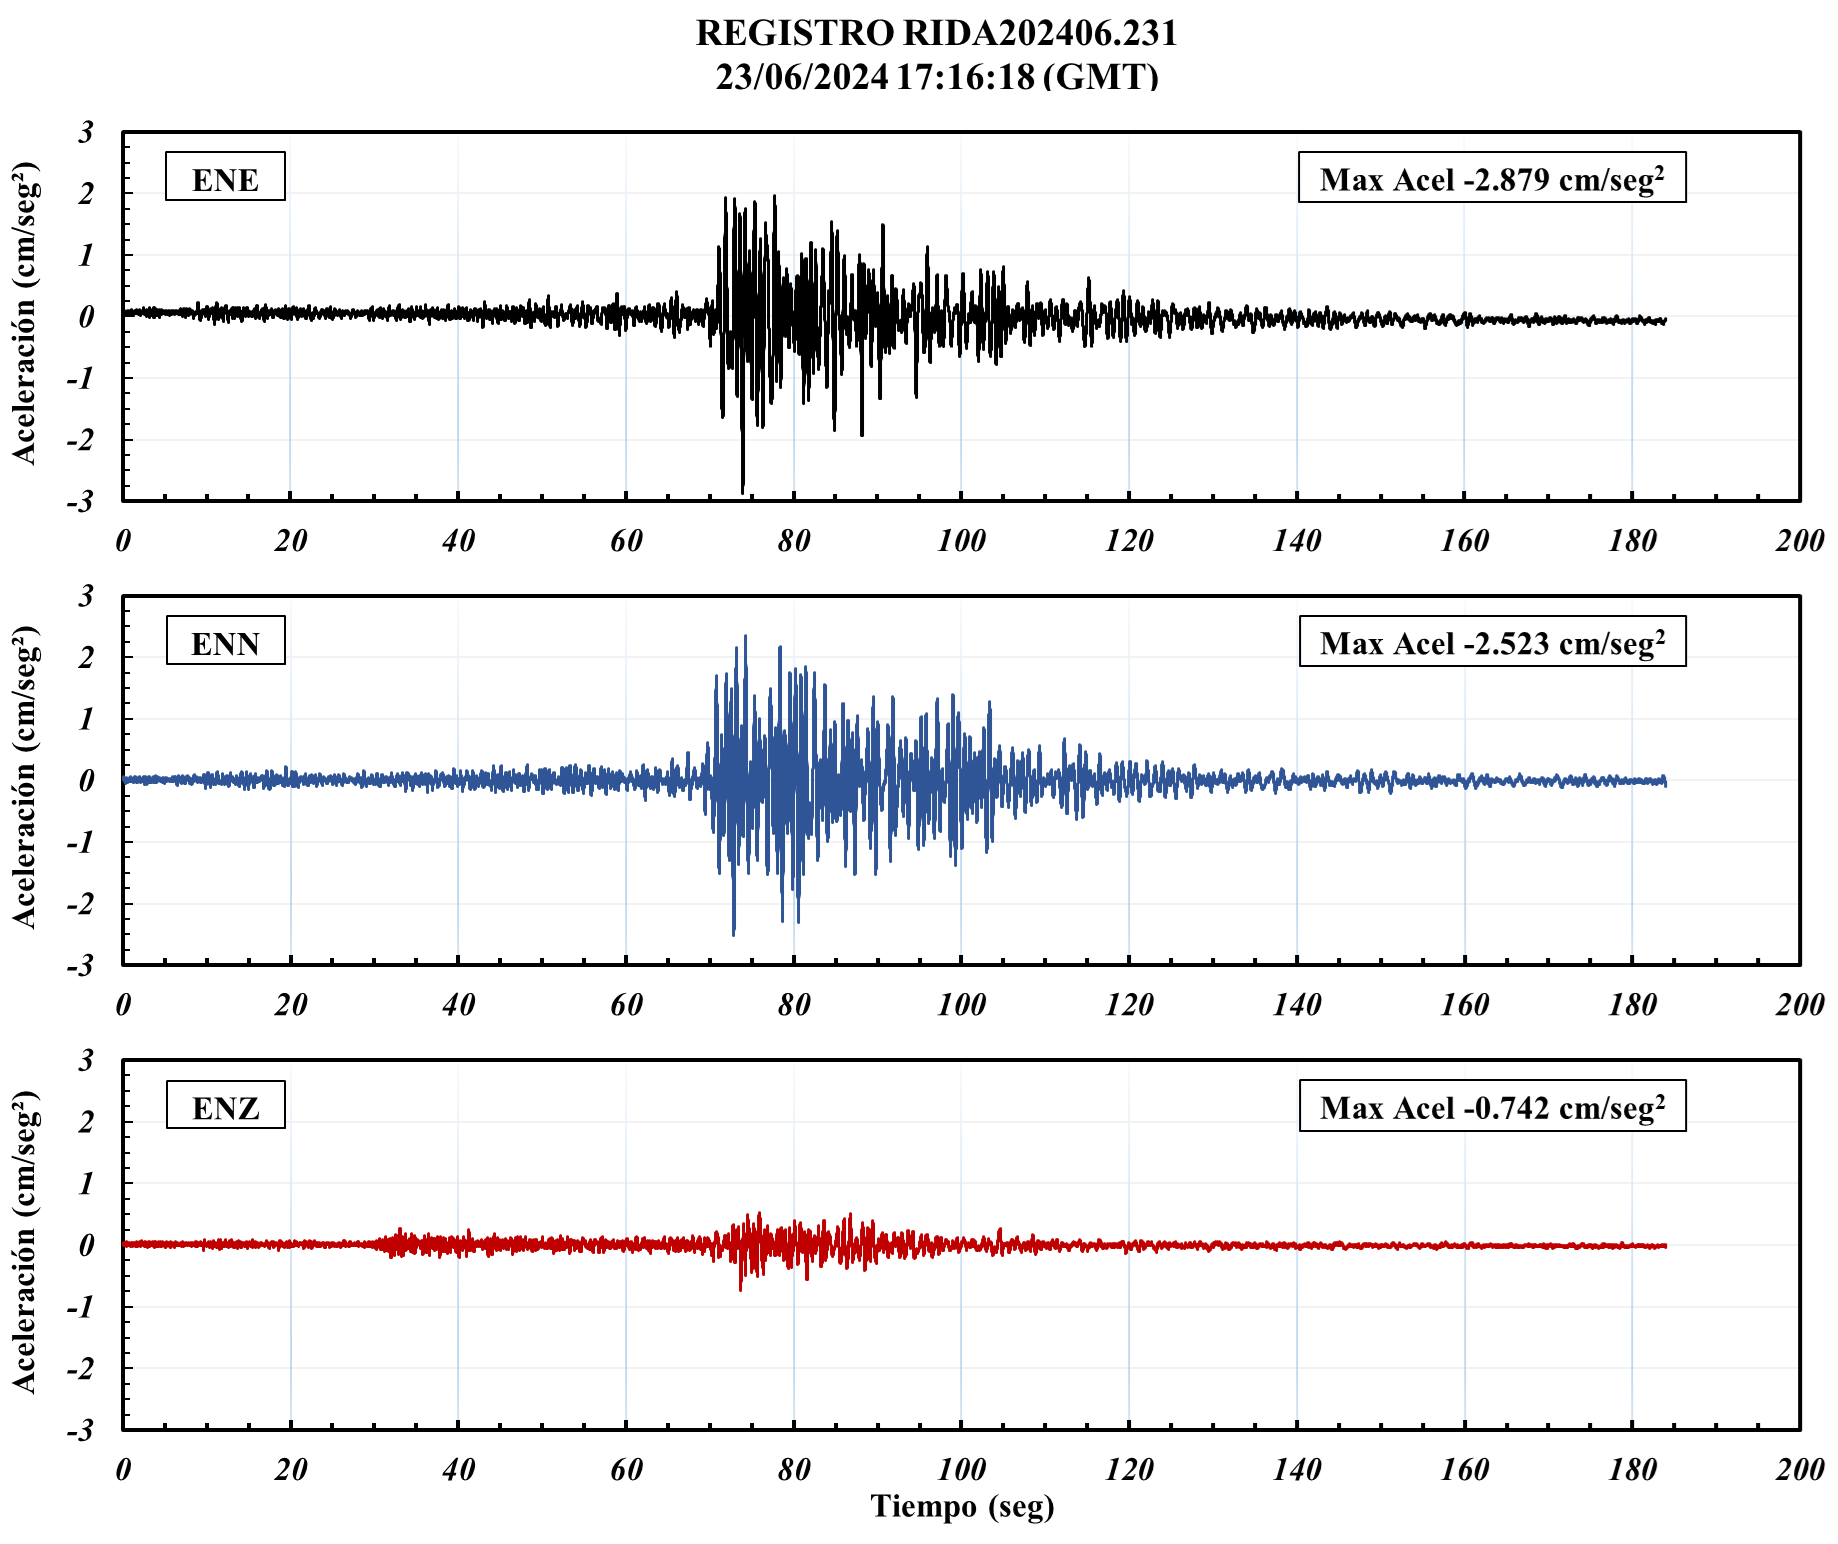 REGISTRO RIDA202406.231
23/06/2024 17:16:18 (GMT)
Aceleración (cm/seg²)
3
2
1
0
-1
-2
-3
ENE
Max Acel -2.879 cm/seg²
0 20 40 60 80 100 120 140 160 180 200
Aceleración (cm/seg²)
3
2
1
0
-1
-2
-3
ENN
Max Acel -2.523 cm/seg²
0 20 40 60 80 100 120 140 160 180 200
Aceleración (cm/seg²)
3
2
1
0
-1
-2
-3
ENZ
Max Acel -0.742 cm/seg²
0 20 40 60 80 100 120 140 160 180 200
Tiempo (seg)